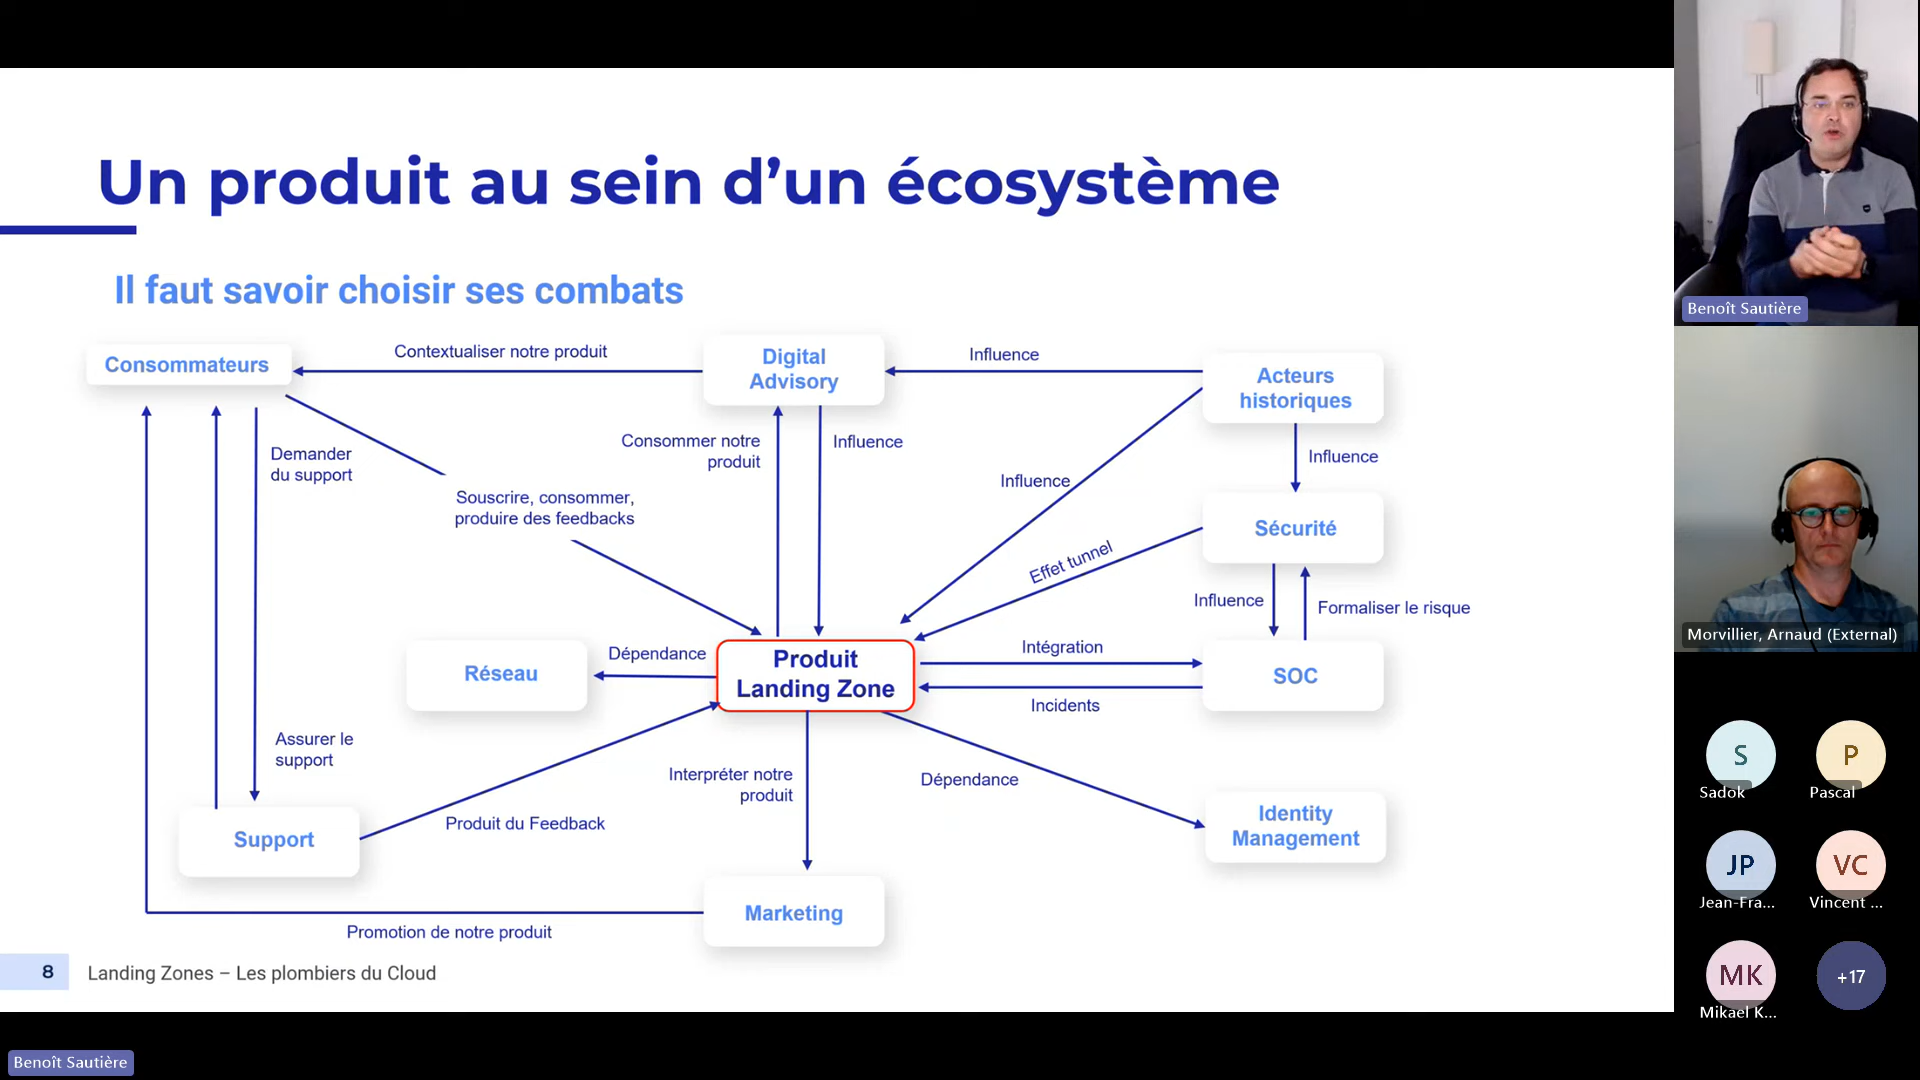 Un produit au sein d’un écosystème
Il faut savoir choisir ses combats
Consommateurs
Contextualiser notre produit
Digital
Advisory
Influence
Acteurs
historiques
Demander
du support
Consommer notre
produit
Influence
Influence
Influence
Souscrire, consommer,
produire des feedbacks
Sécurité
Effet tunnel
Influence
Formaliser le risque
Réseau
Dépendance
Produit
Landing Zone
Intégration
Incidents
SOC
Assurer le
support
Interpréter notre
produit
Dépendance
Support
Produit du Feedback
Identity
Management
Marketing
Promotion de notre produit
8
Landing Zones – Les plombiers du Cloud
Benoît Sautière
Benoît Sautière
Morvillier, Arnaud (External)
S
Sadok
P
Pascal
JP
Jean-Fra...
VC
Vincent ...
MK
Mikael K...
+17